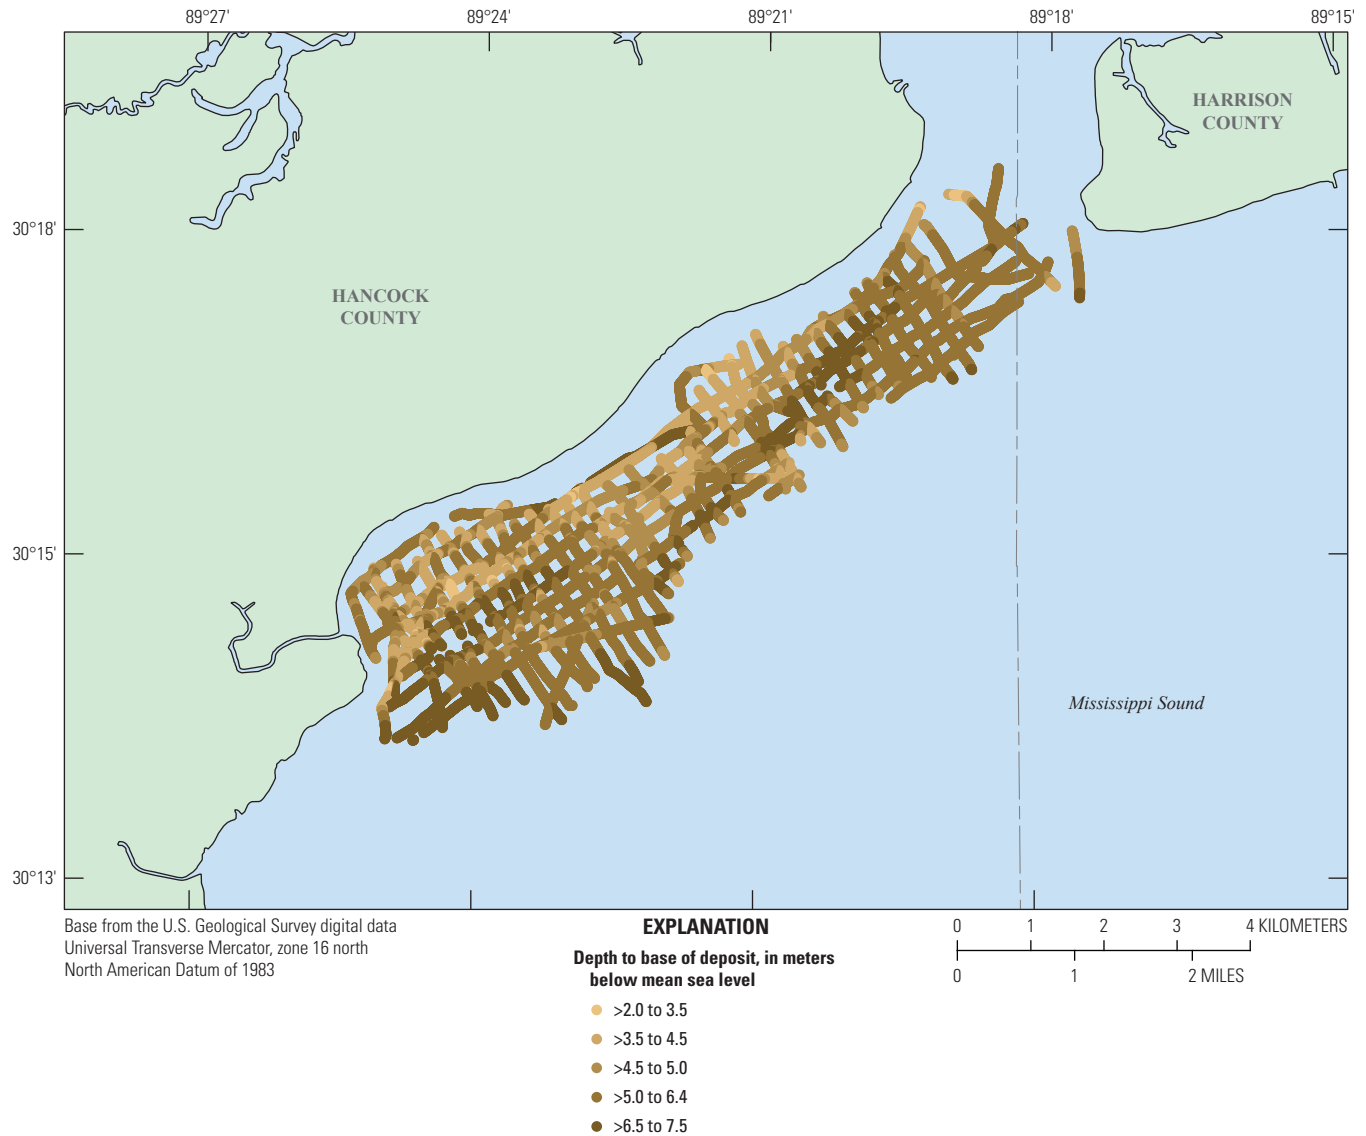 89°27' 89°24' 89°21' 89°18' 89°15'
HARRISON
COUNTY
30°18'
HANCOCK
COUNTY
30°15'
Mississippi Sound
30°13'
Base from the U.S. Geological Survey digital data
Universal Transverse Mercator, zone 16 north
North American Datum of 1983
EXPLANATION
Depth to base of deposit, in meters
below mean sea level
>2.0 to 3.5
>3.5 to 4.5
>4.5 to 5.0
>5.0 to 6.4
>6.5 to 7.5
0 1 2 3 4 KILOMETERS
0 1 2 MILES